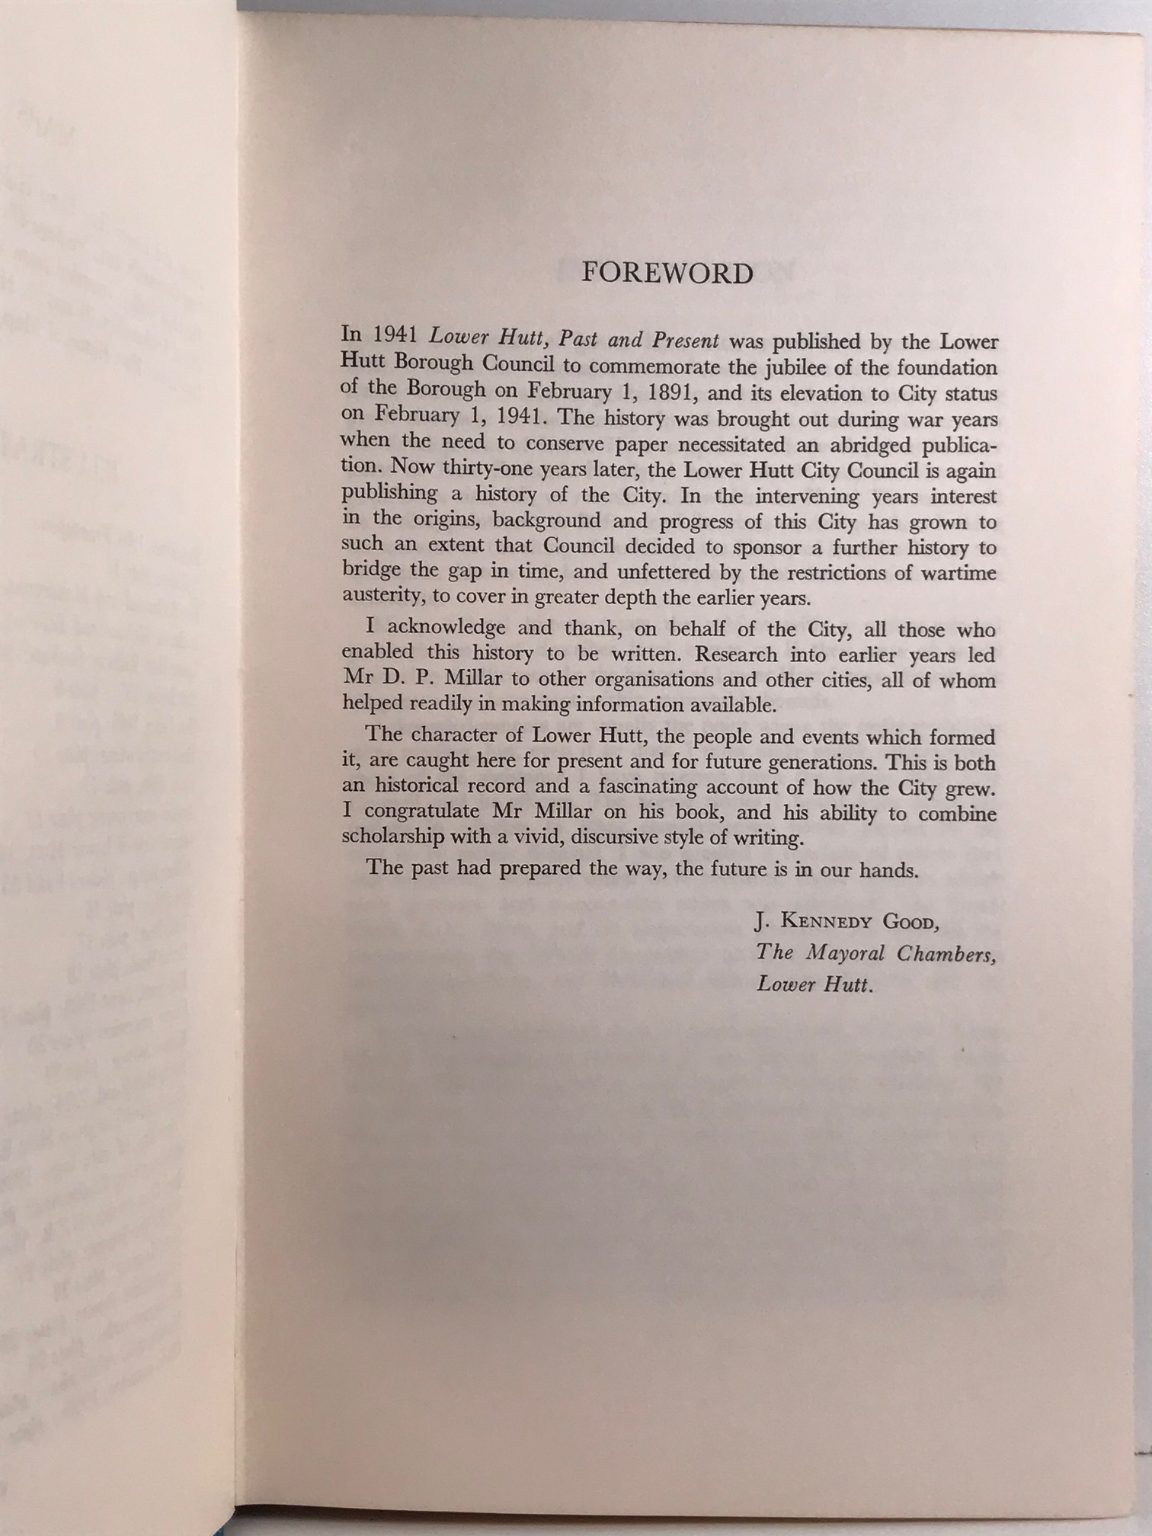 FOREWORD
In 1941 Lower Hutt, Past and Present was published by the Lower
Hutt Borough Council to commemorate the jubilee of the foundation
of the Borough on February 1, 1891, and its elevation to City status
on February 1, 1941. The history was brought out during war years
when the need to conserve paper necessitated an abridged publica-
tion. Now thirty-one years later, the Lower Hutt City Council is again
publishing a history of the City. In the intervening years interest
in the origins, background and progress of this City has grown to
such an extent that Council decided to sponsor a further history to
bridge the gap in time, and unfettered by the restrictions of wartime
austerity, to cover in greater depth the earlier years.
I acknowledge and thank, on behalf of the City, all those who
enabled this history to be written. Research into earlier years led
Mr D. P. Millar to other organisations and other cities, all of whom
helped readily in making information available.
The character of Lower Hutt, the people and events which formed
it, are caught here for present and for future generations. This is both
an historical record and a fascinating account of how the City grew.
I congratulate Mr Millar on his book, and his ability to combine
scholarship with a vivid, discursive style of writing.
The past had prepared the way, the future is in our hands.
J. KENNEDY GOOD,
The Mayoral Chambers,
Lower Hutt.